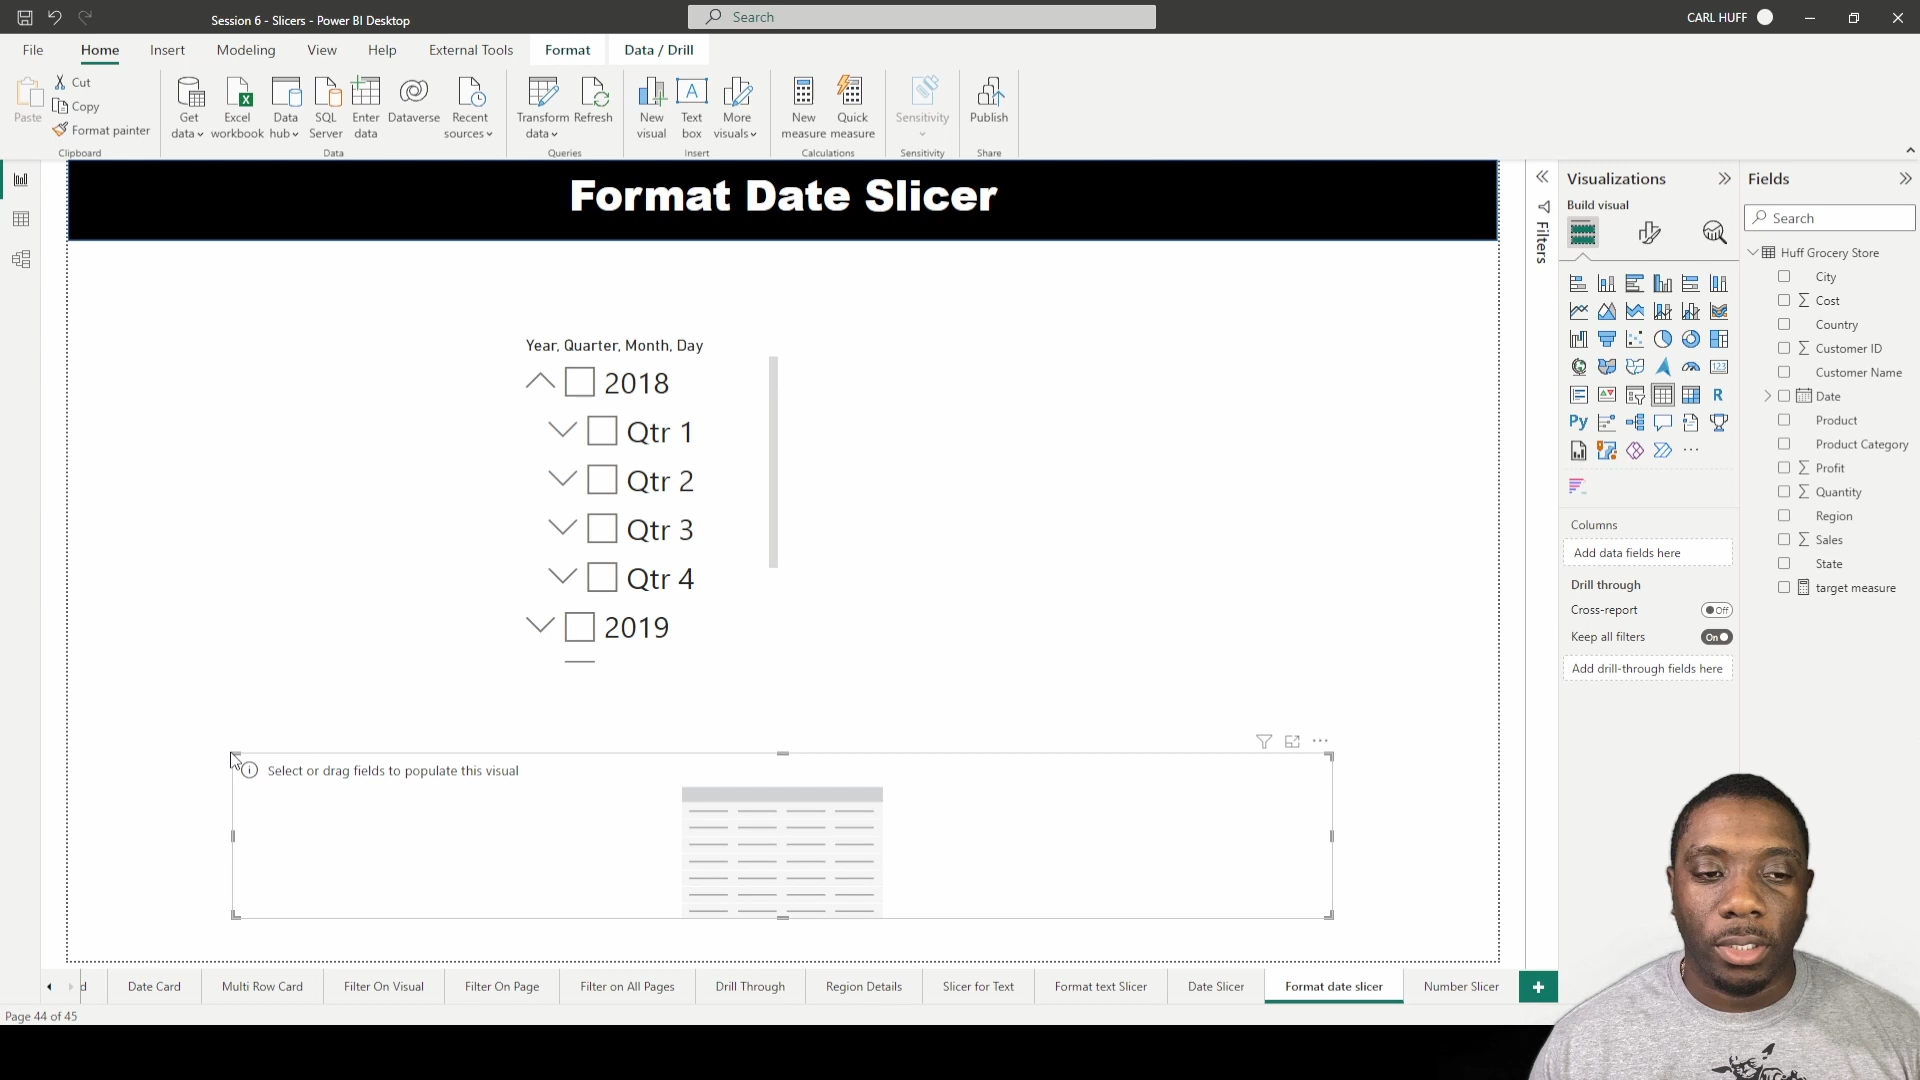 Session 6 - Slicers - Power BI Desktop
Search
CARL HUFF
File Home Insert Modeling View Help External Tools Format Data / Drill
Paste
Cut
Copy
Format painter
Clipboard
Get data
Excel workbook
Data hub
SQL Server
Enter data
Dataverse
Recent sources
Data
Transform data
Refresh
Queries
New visual
A
Text box
More visuals
Insert
New measure
Quick measure
Calculations
Sensitivity
Sensitivity
Publish
Share
Format Date Slicer
Year, Quarter, Month, Day
2018
Qtr 1
Qtr 2
Qtr 3
Qtr 4
2019
Select or drag fields to populate this visual
Filters
Visualizations
Build visual
123
R
Py
Columns
Add data fields here
Drill through
Cross-report Off
Keep all filters On
Add drill-through fields here
Fields
Search
Huff Grocery Store
City
Cost
Country
Customer ID
Customer Name
Date
Product
Product Category
Profit
Quantity
Region
Sales
State
target measure
d Date Card Multi Row Card Filter On Visual Filter On Page Filter on All Pages Drill Through Region Details Slicer for Text Format text Slicer Date Slicer Format date slicer Number Slicer
Page 44 of 45